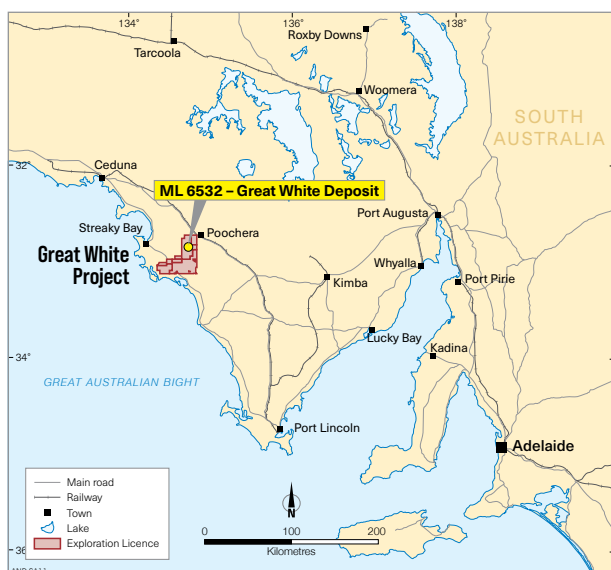 134°
136°
138°
Roxby Downs
Tarcoola
Woomera
SOUTH
AUSTRALIA
32
Ceduna
ML 6532 – Great White Deposit
Port Augusta
Streaky Bay
Poochera
Great White
Project
Whyalla
Kimba
Port Pirie
Lucky Bay
34°
Kadina
GREAT AUSTRALIAN BIGHT
Port Lincoln
Adelaide
Main road
Railway
Town
Lake
Exploration Licence
N
0 100 200
Kilometres
36